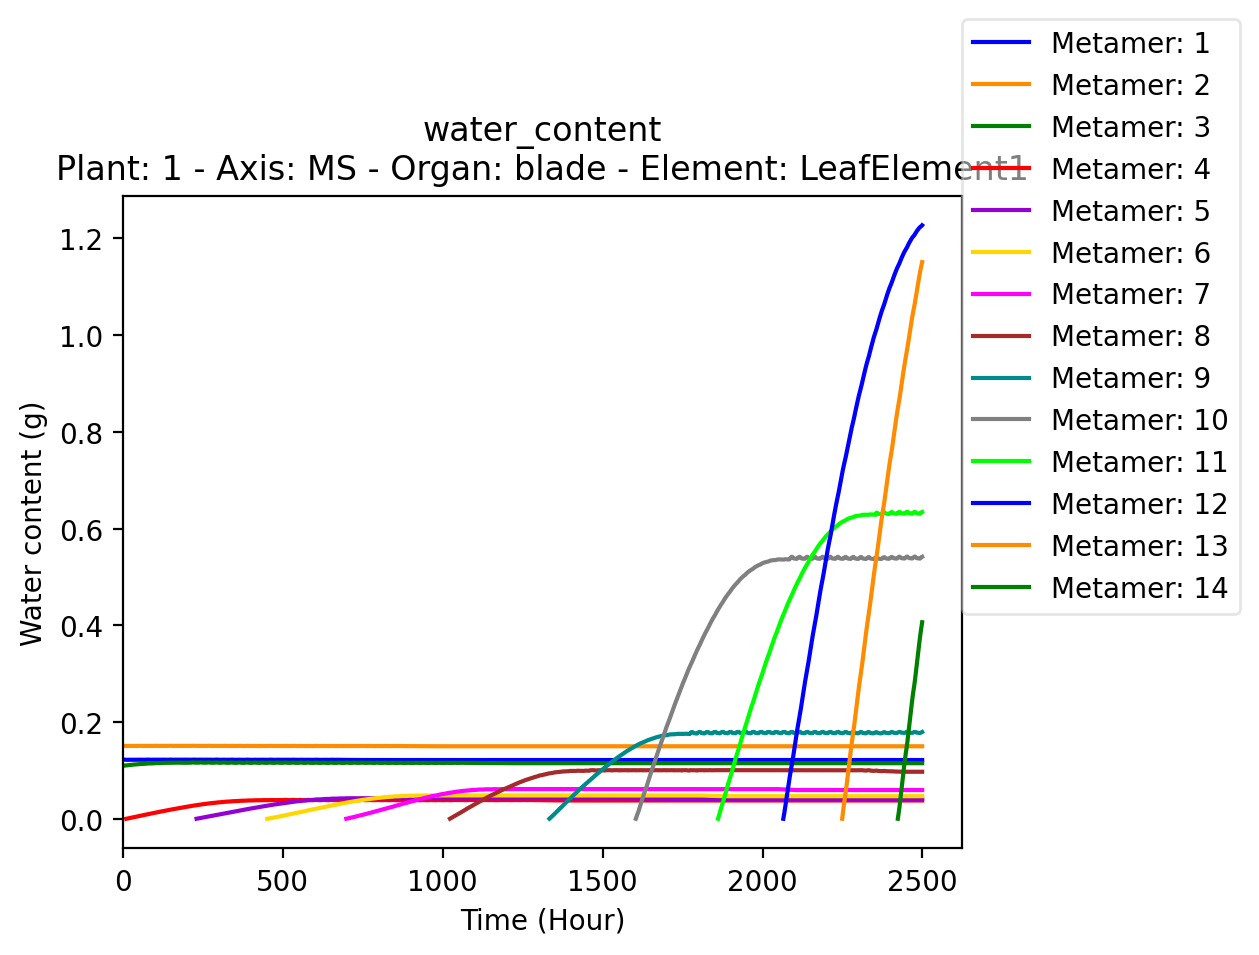 water_content
Plant: 1 - Axis: MS - Organ: blade - Element: LeafElement1
Metamer: 1
Metamer: 2
Metamer: 3
Metamer: 4
Metamer: 5
Metamer: 6
Metamer: 7
Metamer: 8
Metamer: 9
Metamer: 10
Metamer: 11
Metamer: 12
Metamer: 13
Metamer: 14
Water content (g)
1.2
1.0
0.8
0.6
0.4
0.2
0.0
0 500 1000 1500 2000 2500
Time (Hour)